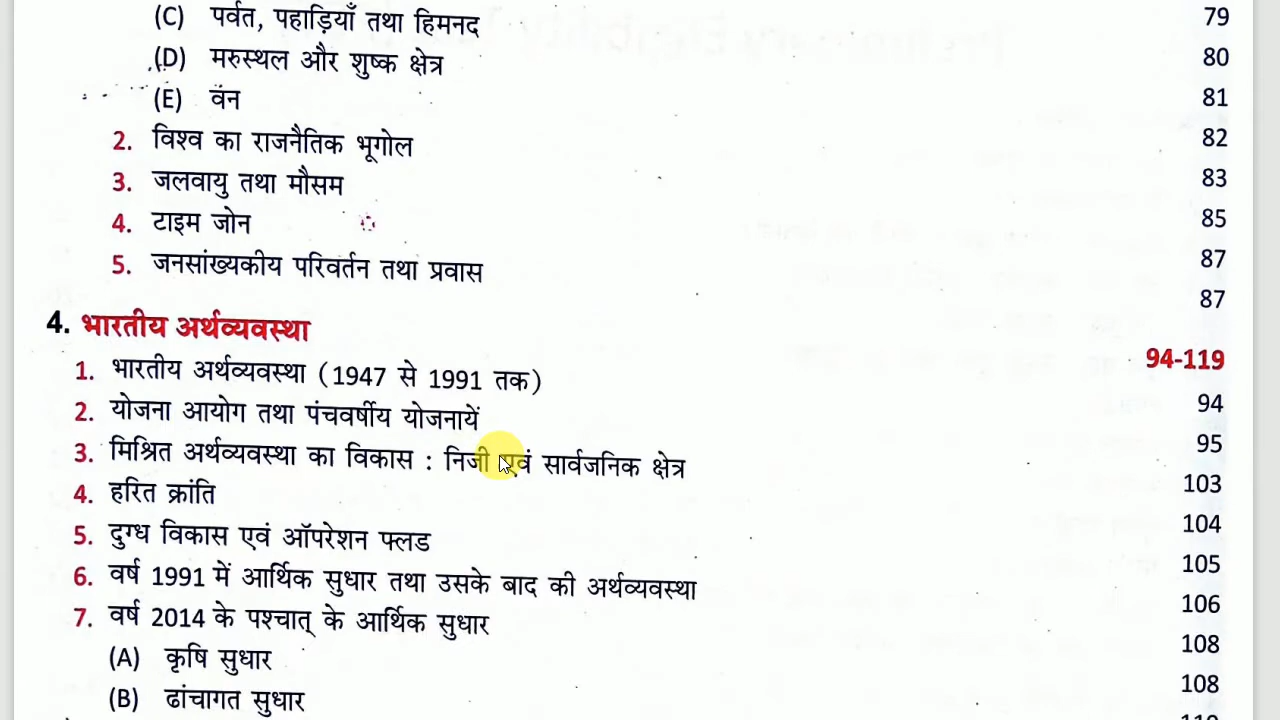 (C) पर्वत, पहाड़ियाँ तथा हिमनद 79
(D) मरुस्थल और शुष्क क्षेत्र 80
(E) वन 81
2. विश्व का राजनैतिक भूगोल 82
3. जलवायु तथा मौसम 83
4. टाइम जोन 85
5. जनसांख्यकीय परिवर्तन तथा प्रवास 87
87
4. भारतीय अर्थव्यवस्था 94-119
1. भारतीय अर्थव्यवस्था (1947 से 1991 तक) 94
2. योजना आयोग तथा पंचवर्षीय योजनायें 95
3. मिश्रित अर्थव्यवस्था का विकास : निजी एवं सार्वजनिक क्षेत्र 103
4. हरित क्रांति 104
5. दुग्ध विकास एवं ऑपरेशन फ्लड 105
6. वर्ष 1991 में आर्थिक सुधार तथा उसके बाद की अर्थव्यवस्था 106
7. वर्ष 2014 के पश्चात् के आर्थिक सुधार 108
(A) कृषि सुधार 108
(B) ढांचागत सुधार